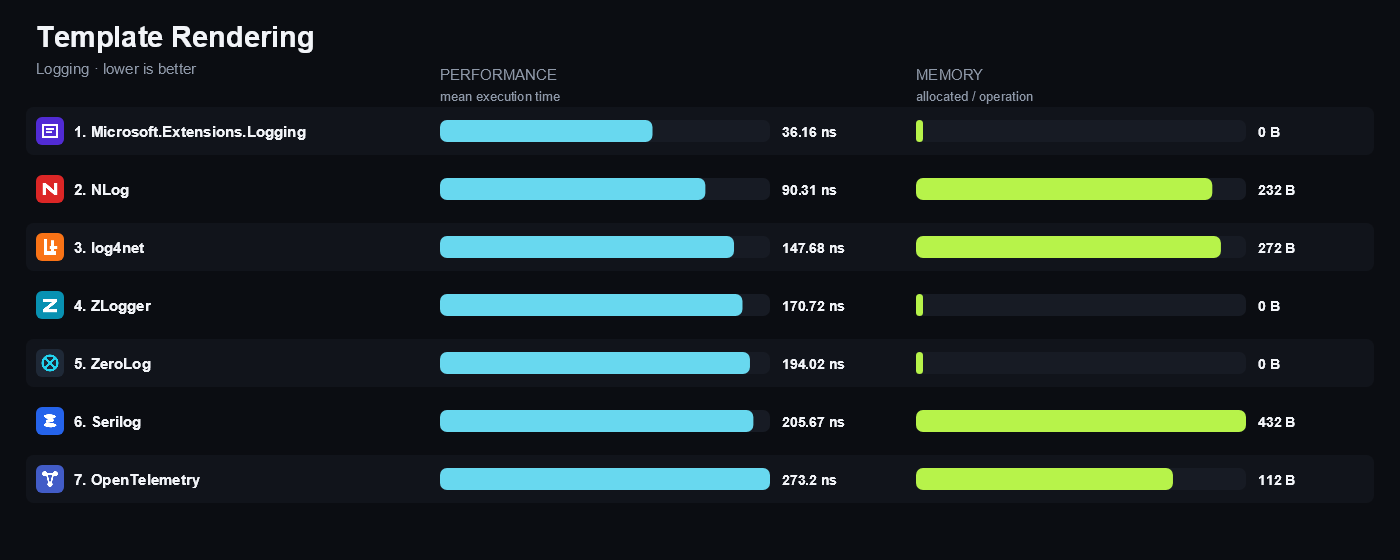 Template Rendering
Logging · lower is better
PERFORMANCE
mean execution time
MEMORY
allocated / operation
1. Microsoft.Extensions.Logging 36.16 ns 0 B
2. NLog 90.31 ns 232 B
3. log4net 147.68 ns 272 B
4. ZLogger 170.72 ns 0 B
5. ZeroLog 194.02 ns 0 B
6. Serilog 205.67 ns 432 B
7. OpenTelemetry 273.2 ns 112 B